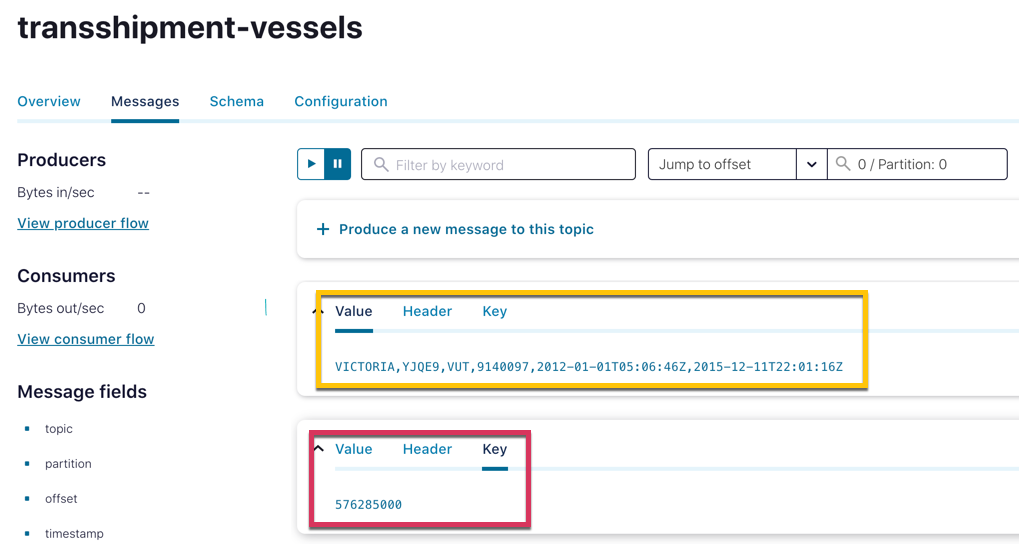 transshipment-vessels
Overview Messages Schema Configuration
Producers
Bytes in/sec --
View producer flow
Consumers
Bytes out/sec 0
View consumer flow
Message fields
topic
partition
offset
timestamp
Filter by keyword
Jump to offset
0 / Partition: 0
+ Produce a new message to this topic
Value Header Key
VICTORIA,YJQE9,VUT,9140097,2012-01-01T05:06:46Z,2015-12-11T22:01:16Z
Value Header Key
576285000